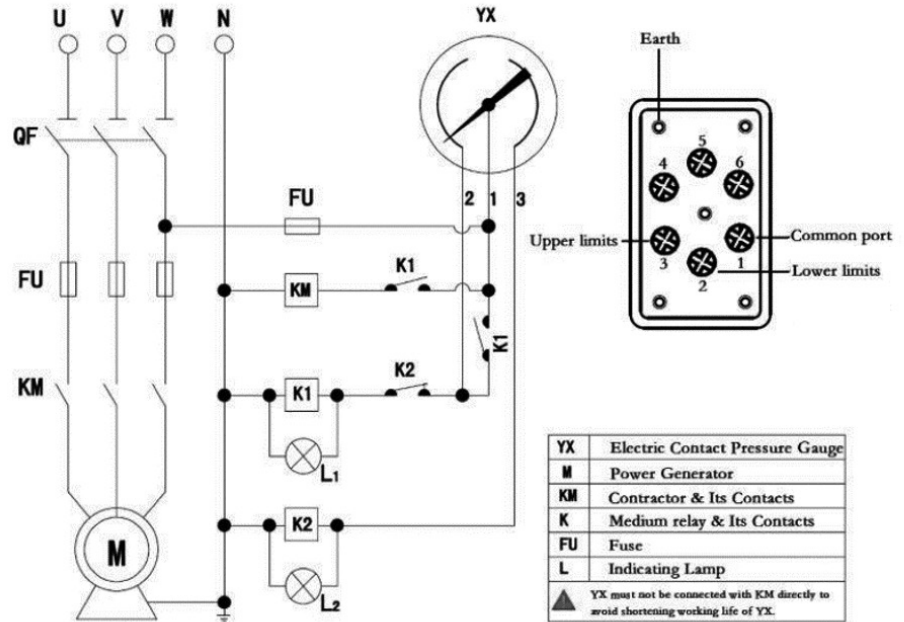 U V W N YX
Earth
QF
5
4 6
FU
2 1 3
Upper limits
Common port
3 1
Lower limits
2
FU
KM K1
K1
KM
K1 K2
L1
K2
M
L2
YX Electric Contact Pressure Gauge
M Power Generator
KM Contractor & Its Contacts
K Medium relay & Its Contacts
FU Fuse
L Indicating Lamp
YX must not be connected with KM directly to
avoid shortening working life of YX.